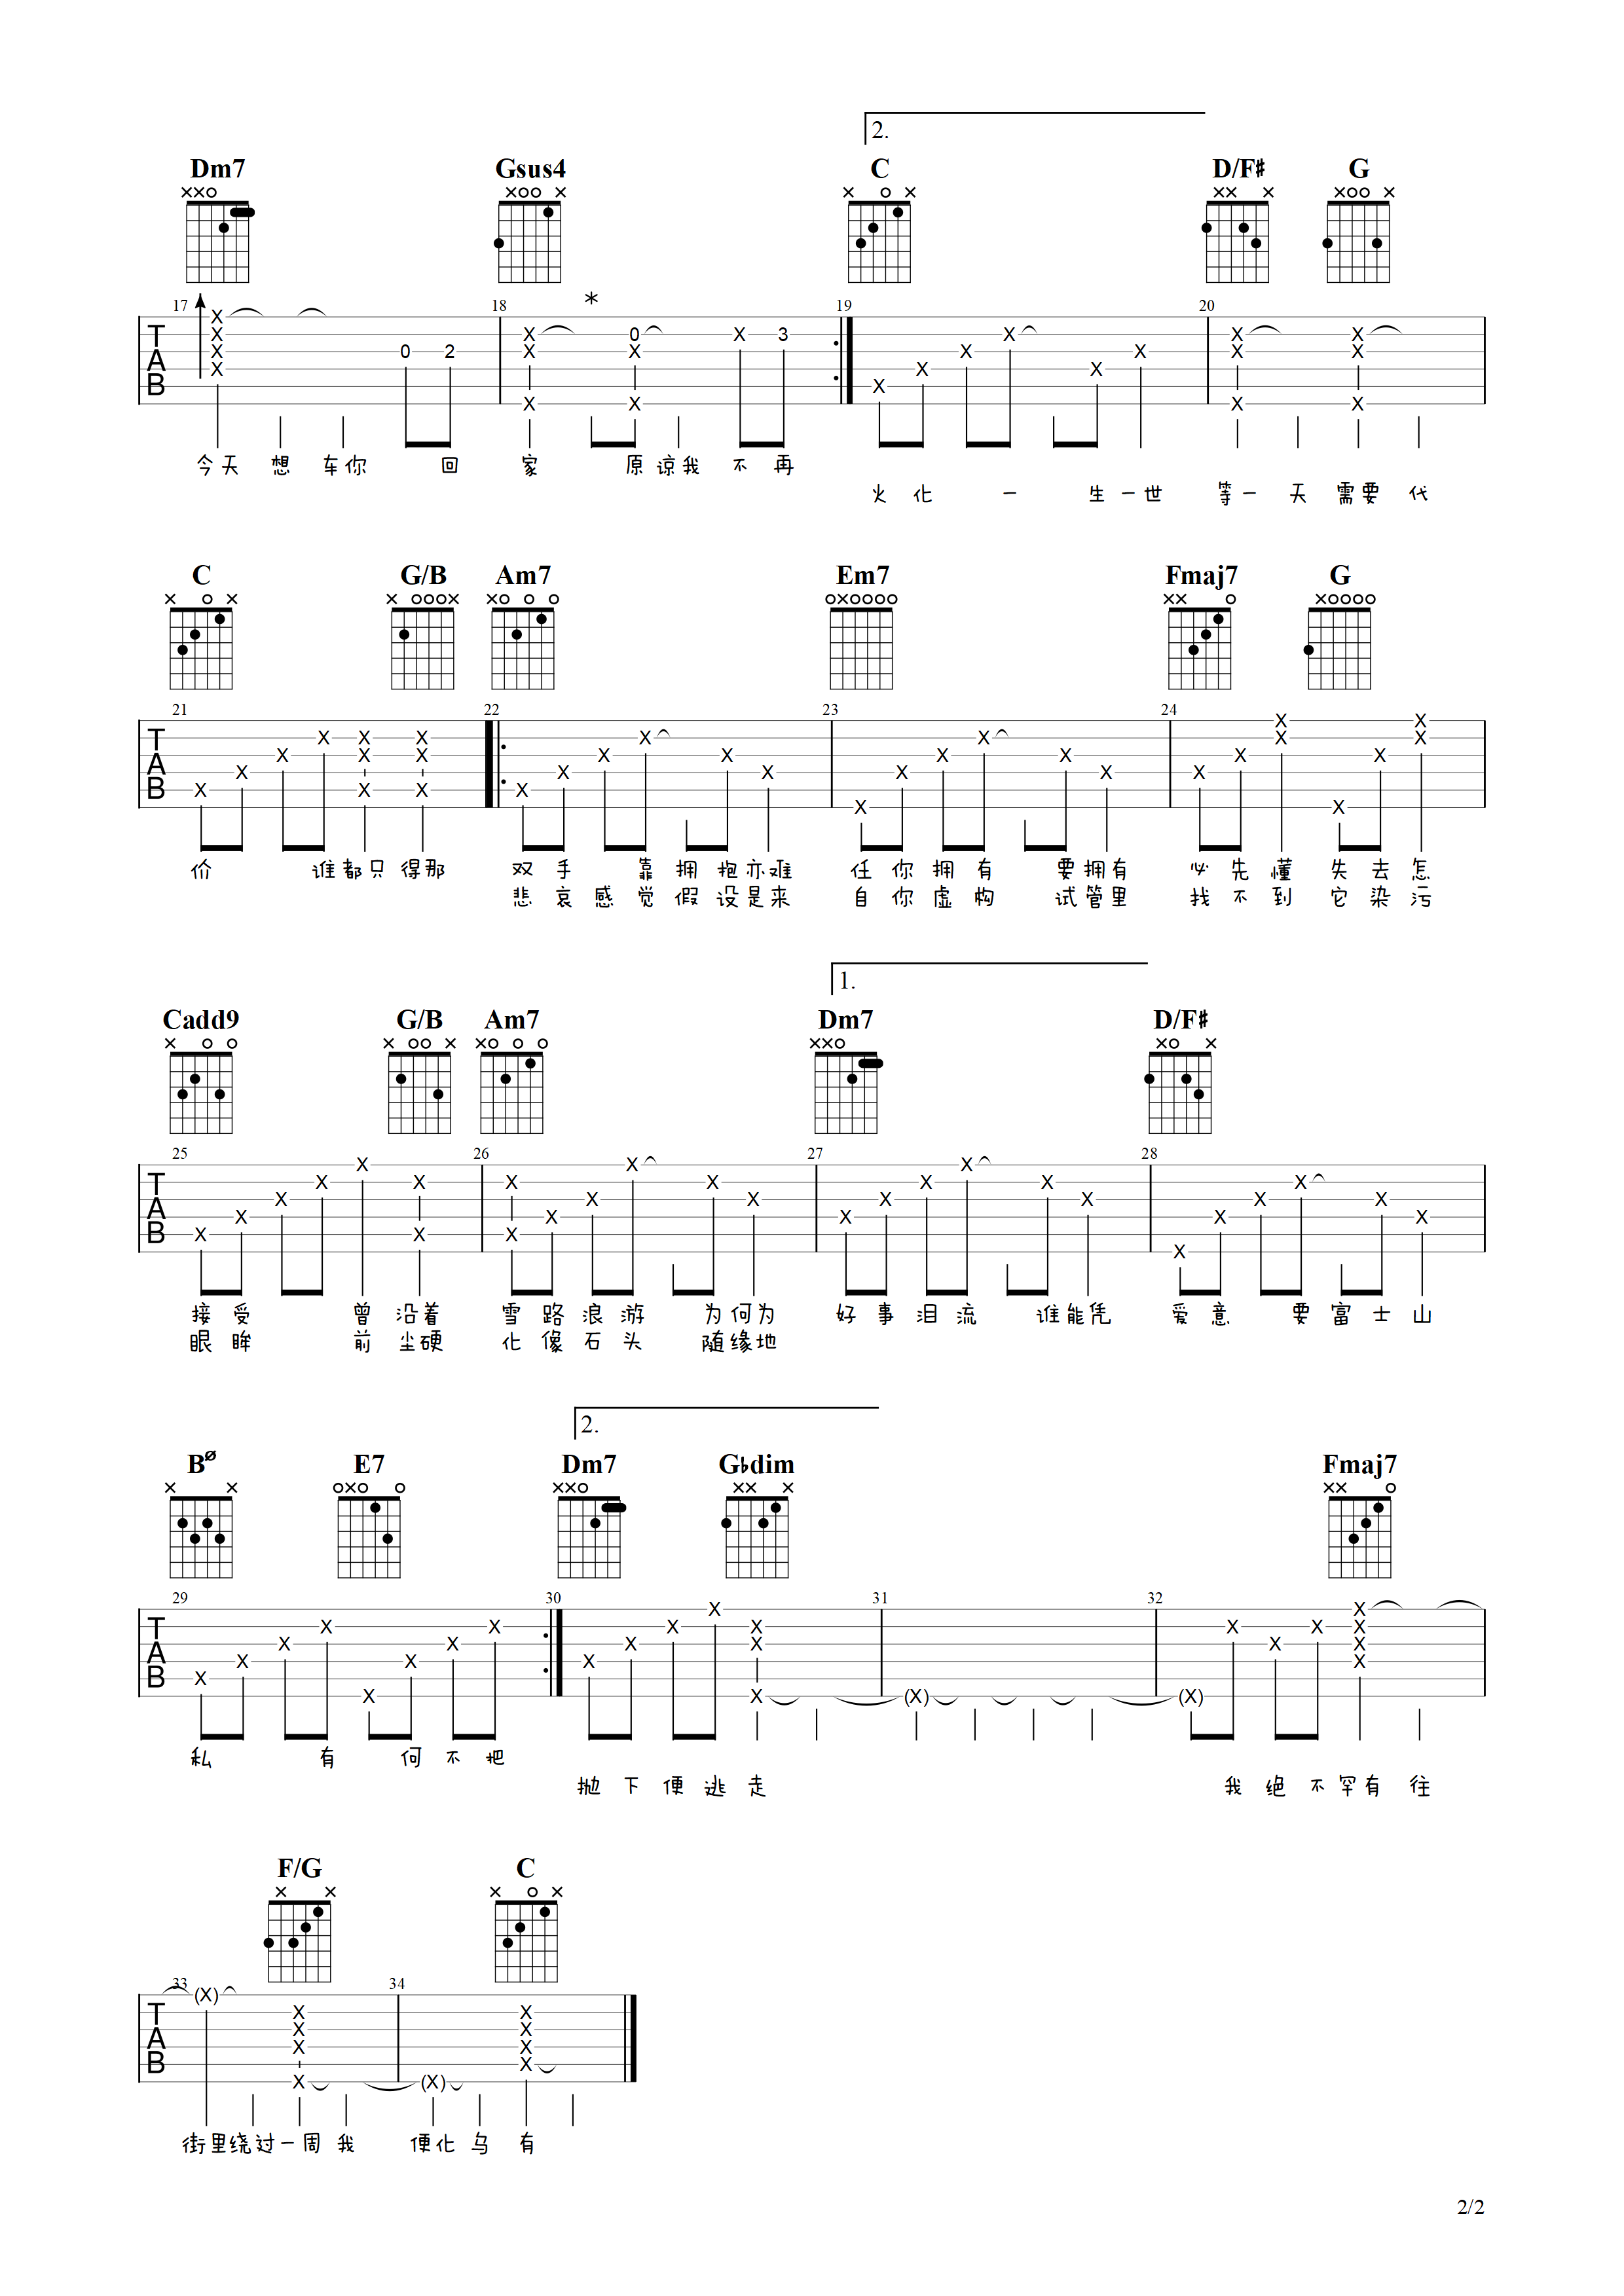 2.
Dm7 Gsus4 C D/F♯ G
17 18 * 19 20
T
A
B
0 2 0 3
今天 想 车你 回 家 原 谅我 不 再
火 化 一 生 一 世 等一 天 需要 代
C G/B Am7 Em7 Fmaj7 G
21 22 23 24
T
A
B
价 谁都只 得那 双 手 靠 拥 抱亦难 任 你 拥 有 要拥有 必 先 懂 失 去 怎
悲 哀 感 觉 假 设是来 自 你 虚 构 试管里 找 不 到 它 染 污
1.
Cadd9 G/B Am7 Dm7 D/F♯
25 26 27 28
T
A
B
接 受 曾 沿着 雪 路 浪 游 为何为 好 事 泪 流 谁能凭 爱 意 要 富 士 山
眼 眸 前 尘硬 化 像 石 头 随缘地
2.
Bø E7 Dm7 G♭dim Fmaj7
29 30 31 32
T
A
B
(X) (X)
私 有 何 不 把
抛 下 便 逃 走 我 绝 不 罕有 往
F/G C
33 34
T
A
B
(X) (X)
街里绕过一周 我 便化 乌 有
2/2